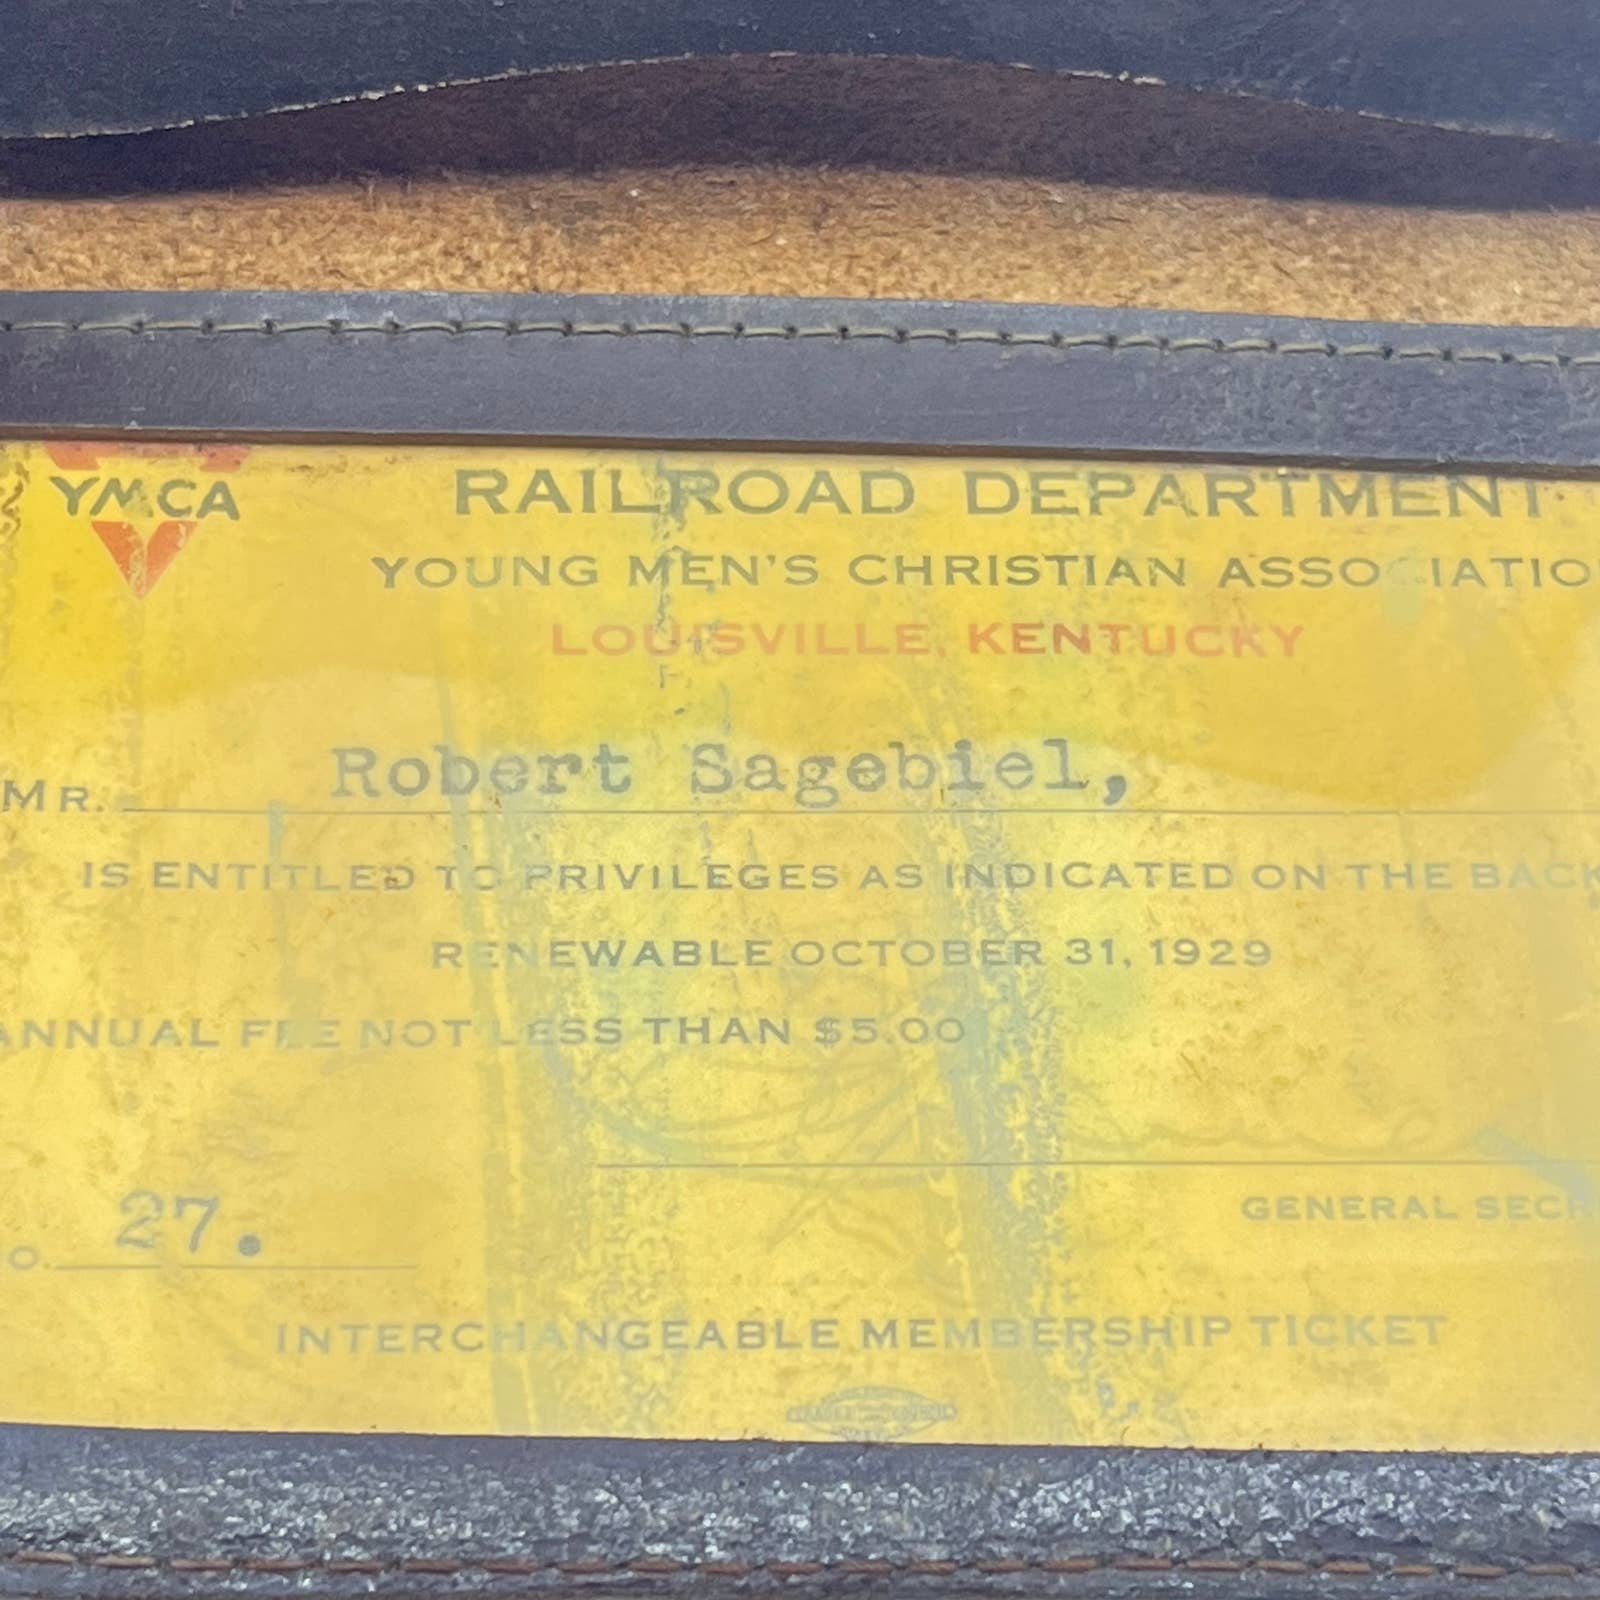 YMCA
RAILROAD DEPARTMENT
YOUNG MEN'S CHRISTIAN ASSOCIATIO
LOUISVILLE, KENTUCKY
MR. Robert Sagebiel,
IS ENTITLED TO PRIVILEGES AS INDICATED ON THE BACK
RENEWABLE OCTOBER 31, 1929
ANNUAL FEE NOT LESS THAN $5.00
GENERAL SECR
O. 27.
INTERCHANGEABLE MEMBERSHIP TICKET